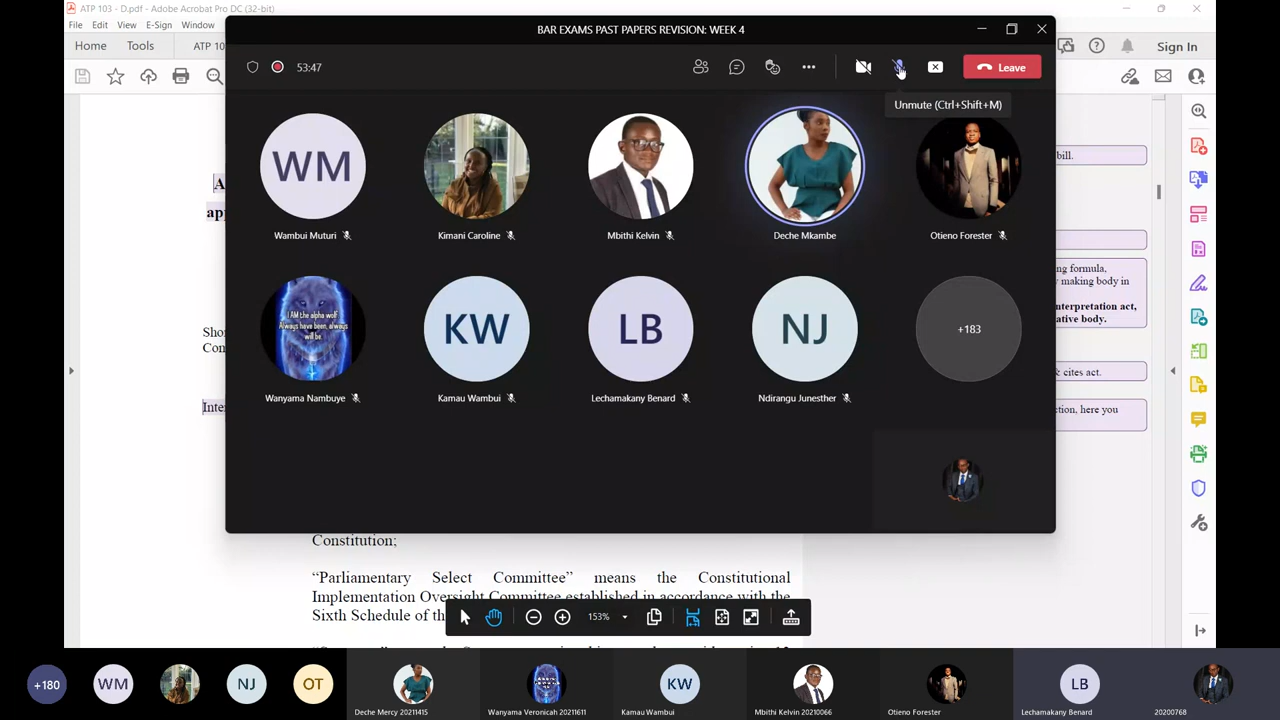 ATP 103 - D.pdf - Adobe Acrobat Pro DC (32-bit)
File Edit View E-Sign Window
Home Tools ATP 10
Sign In
BAR EXAMS PAST PAPERS REVISION: WEEK 4
53:47
Leave
Unmute (Ctrl+Shift+M)
WM
Wambui Muturi
Kimani Caroline
Mbithi Kelvin
Deche Mkambe
Otieno Forester
I AM the alpha wolf.
Always have been, always
will be.
KW
LB
NJ
+183
Wanyama Nambuye
Kamau Wambui
Lechamakany Benard
Ndirangu Junesther
A
app
Shor
Com
Inter
bill.
ng formula,
y making body in
nterpretation act,
ative body.
& cites act.
ction, here you
Constitution;
“Parliamentary Select Committee” means the Constitutional
Implementation Oversight Committee established in accordance with the
Sixth Schedule of th
153%
+180
WM
NJ
OT
KW
LB
Deche Mercy 20211415
Wanyama Veronicah 20211611
Kamau Wambui
Mbithi Kelvin 20210066
Otieno Forester
Lechamakany Benard
20200768